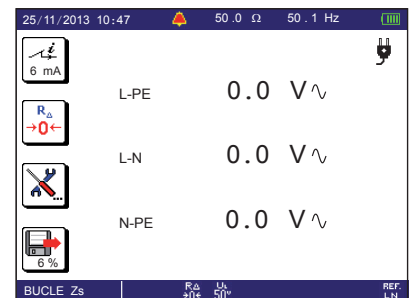 25/11/2013 10:47 50.0 Ω 50.1 Hz
i
6 mA
L-PE 0.0 V
RΔ
→0←
L-N 0.0 V
...
N-PE 0.0 V
6 %
BUCLE Zs RΔ UL REF.
→0← 50V L.N